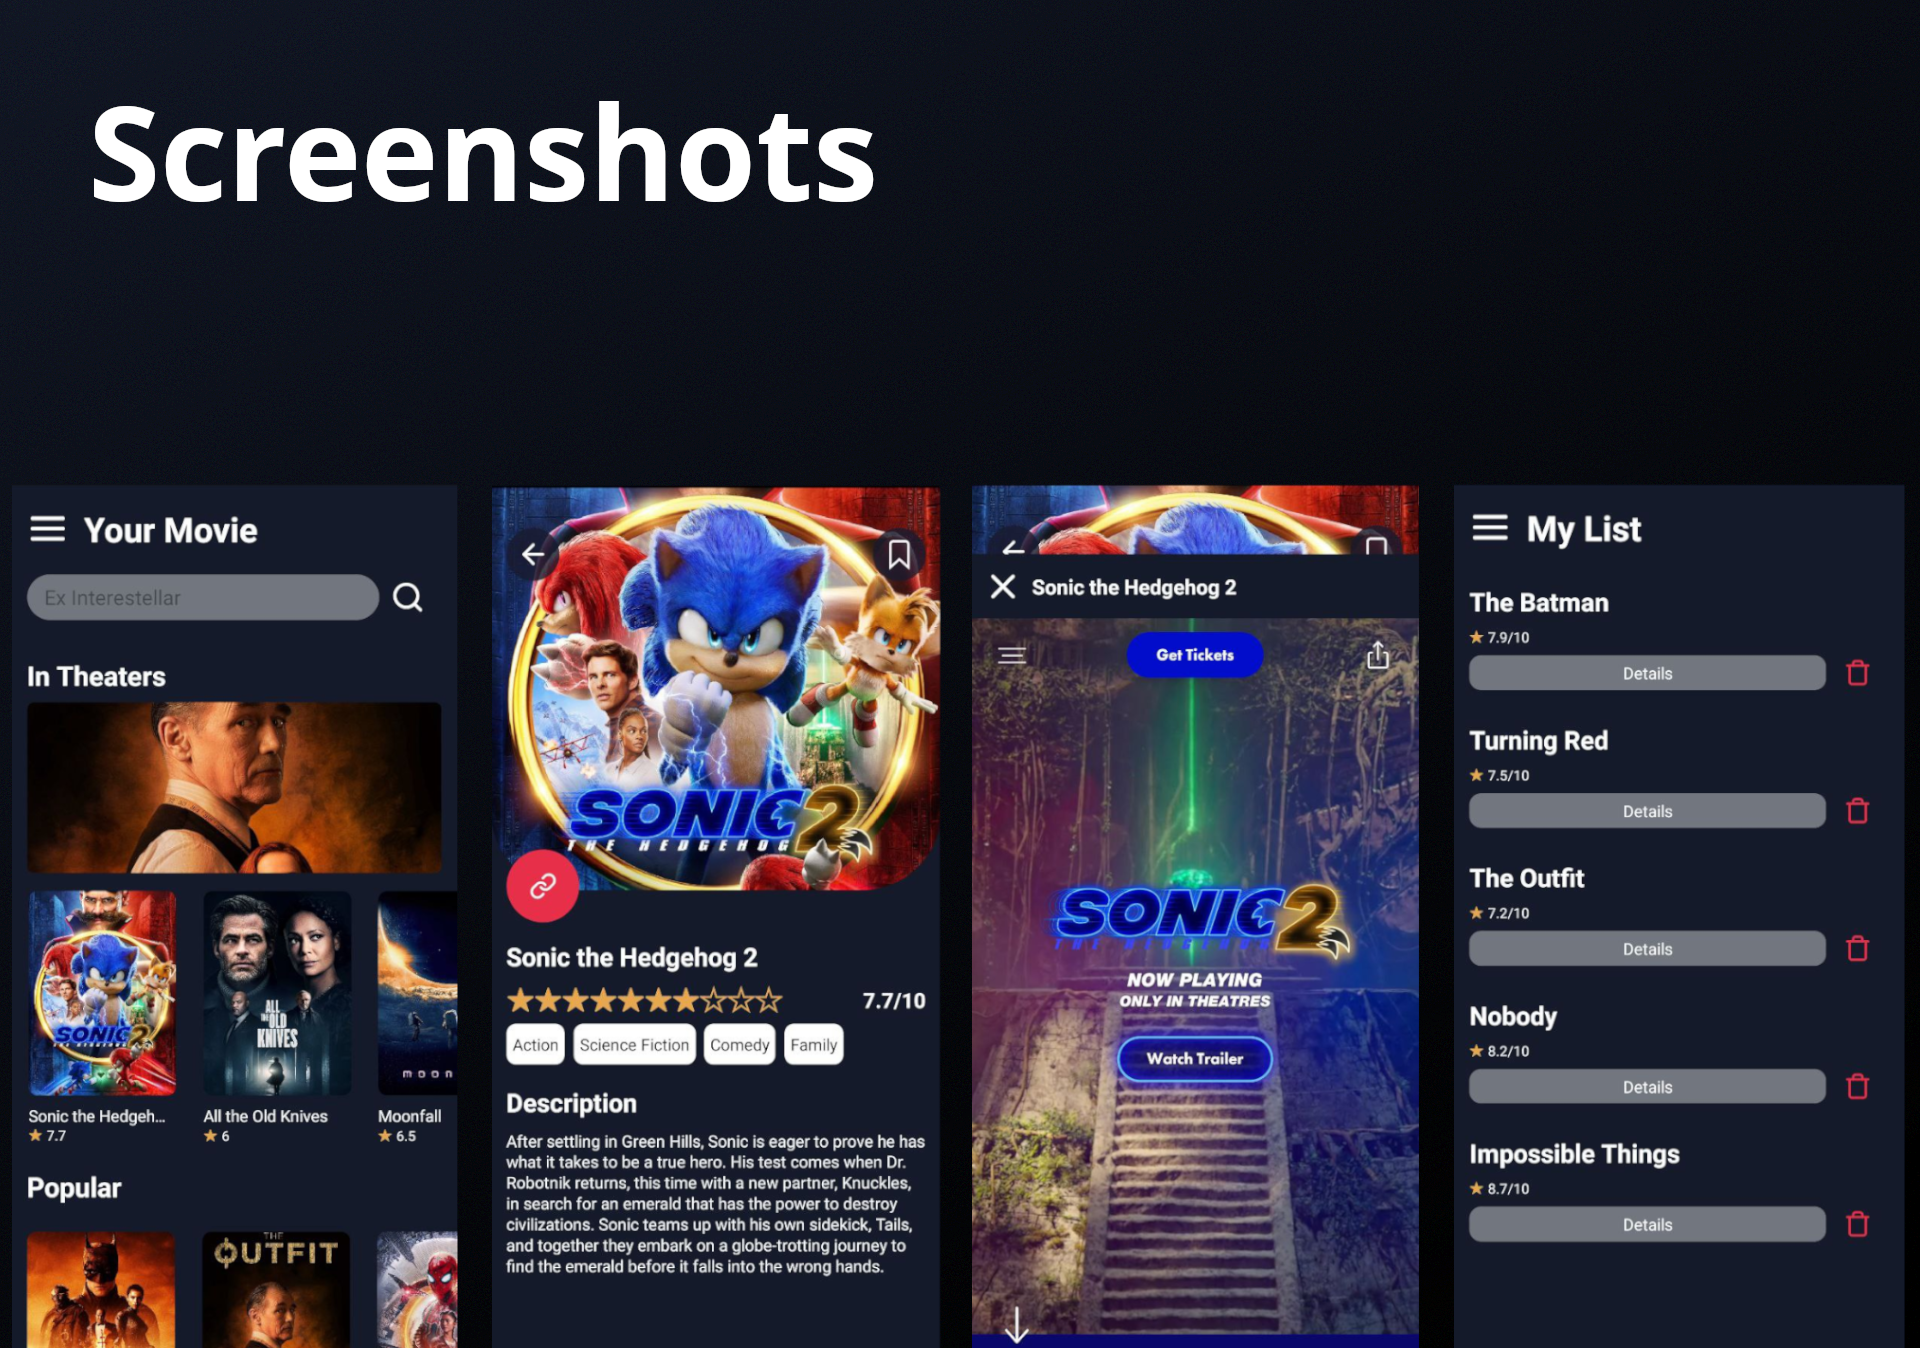 Screenshots
Your Movie
Ex Interestellar
In Theaters
SONIC 2
ALL THE OLD KNIVES
MOON
Sonic the Hedgeh...
7.7
All the Old Knives
6
Moonfall
6.5
Popular
THE
OUTFIT
SONIC 2
THE HEDGEHOG
Sonic the Hedgehog 2
7.7/10
Action
Science Fiction
Comedy
Family
Description
After settling in Green Hills, Sonic is eager to prove he has
what it takes to be a true hero. His test comes when Dr.
Robotnik returns, this time with a new partner, Knuckles,
in search for an emerald that has the power to destroy
civilizations. Sonic teams up with his own sidekick, Tails,
and together they embark on a globe-trotting journey to
find the emerald before it falls into the wrong hands.
Sonic the Hedgehog 2
Get Tickets
SONIC 2
THE HEDGEHOG
NOW PLAYING
ONLY IN THEATRES
Watch Trailer
My List
The Batman
7.9/10
Details
Turning Red
7.5/10
Details
The Outfit
7.2/10
Details
Nobody
8.2/10
Details
Impossible Things
8.7/10
Details